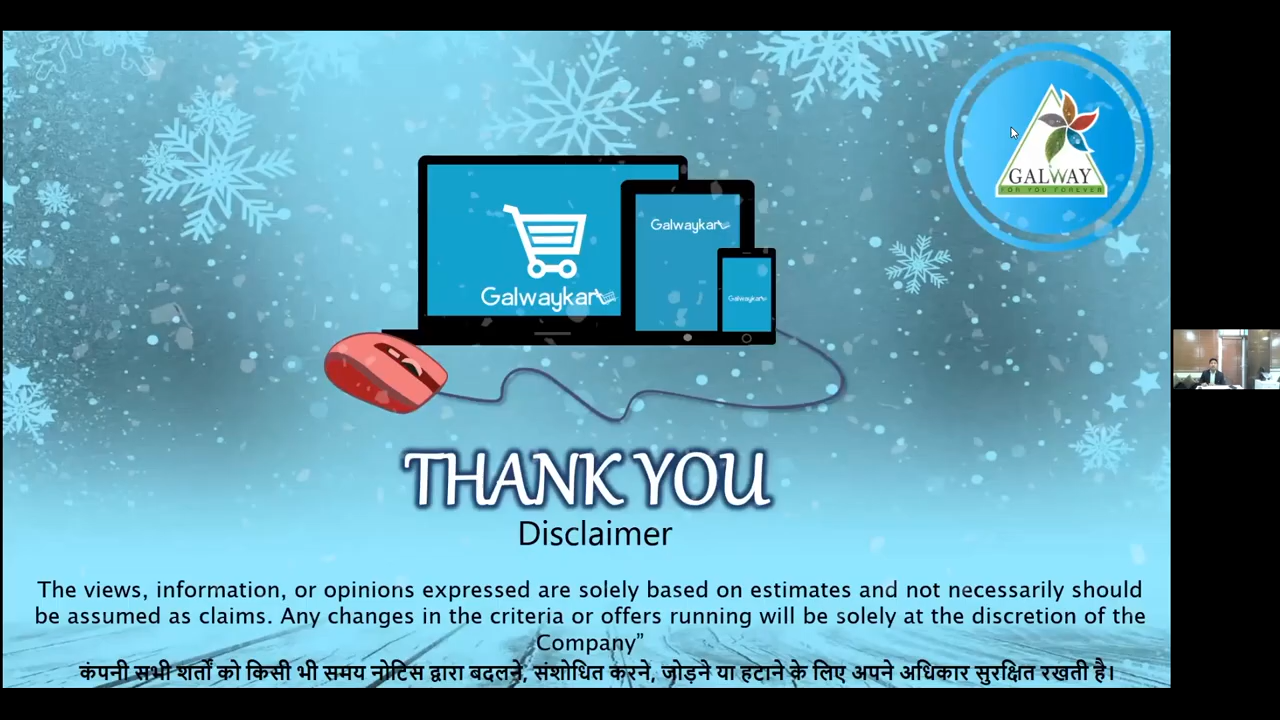 GALWAY
FOR YOU FOREVER
Galwaykart
Galwaykart
Galwaykart
THANK YOU
Disclaimer
The views, information, or opinions expressed are solely based on estimates and not necessarily should
be assumed as claims. Any changes in the criteria or offers running will be solely at the discretion of the
Company”
कंपनी सभी शर्तों को किसी भी समय नोटिस द्वारा बदलने, संशोधित करने, जोड़ने या हटाने के लिए अपने अधिकार सुरक्षित रखती है।